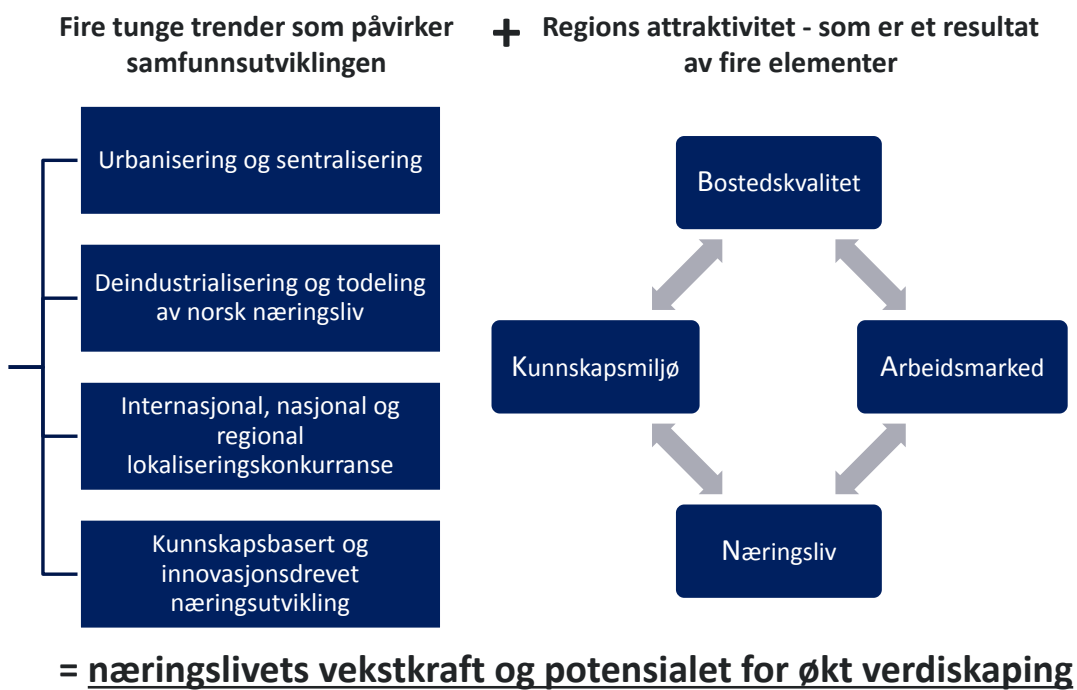 Fire tunge trender som påvirker
samfunnsutviklingen
+
Regions attraktivitet - som er et resultat
av fire elementer
Urbanisering og sentralisering
Deindustrialisering og todeling
av norsk næringsliv
Internasjonal, nasjonal og
regional
lokaliseringskonkurranse
Kunnskapsbasert og
innovasjonsdrevet
næringsutvikling
Bostedskvalitet
Kunnskapsmiljø
Arbeidsmarked
Næringsliv
= næringslivets vekstkraft og potensialet for økt verdiskaping